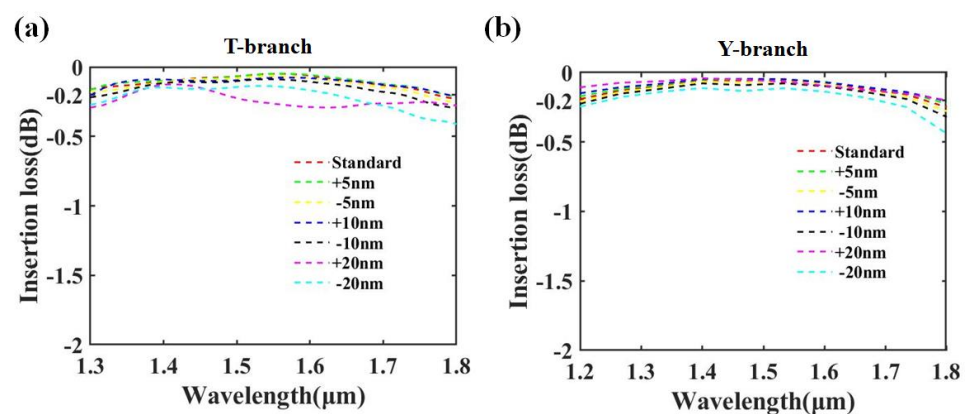 (a)
T-branch
Insertion loss(dB)
0
-0.2
-0.5
-1
-1.5
-2
Standard
+5nm
-5nm
+10nm
-10nm
+20nm
-20nm
1.3 1.4 1.5 1.6 1.7 1.8
Wavelength(μm)
(b)
Y-branch
Insertion loss(dB)
0
-0.2
-0.5
-1
-1.5
-2
Standard
+5nm
-5nm
+10nm
-10nm
+20nm
-20nm
1.2 1.3 1.4 1.5 1.6 1.7 1.8
Wavelength(μm)